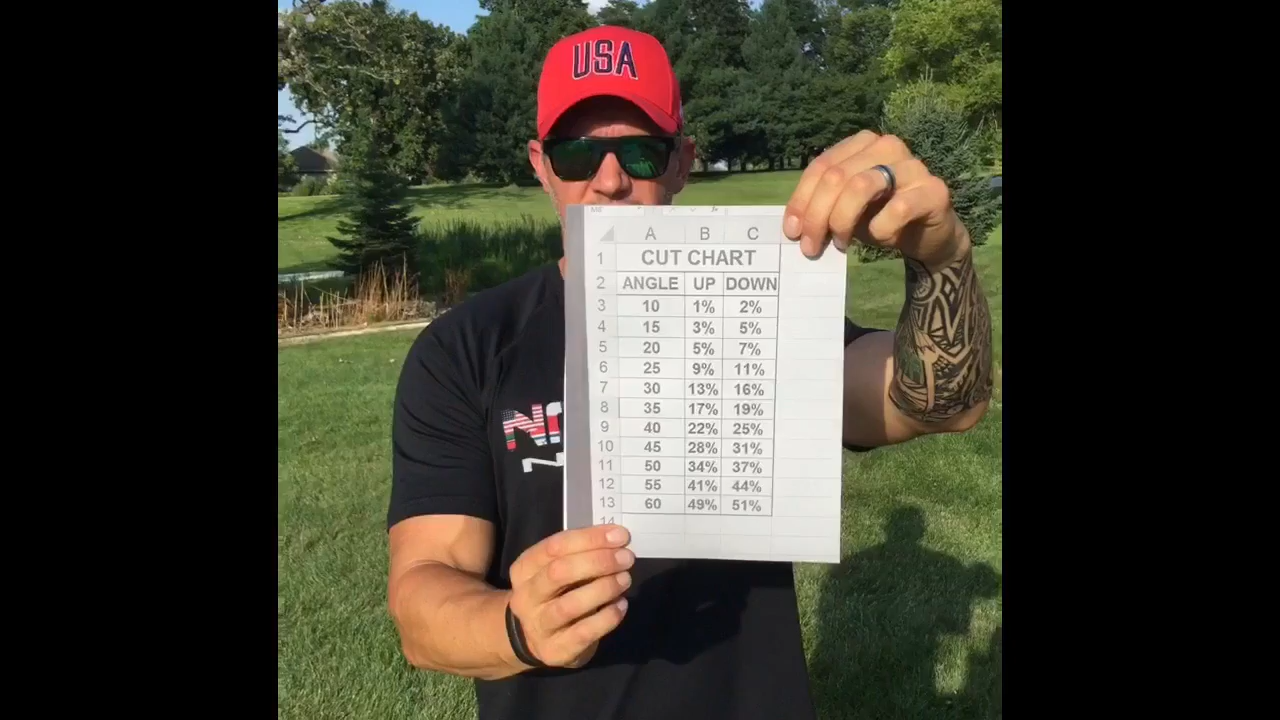 USA
A B C
1 CUT CHART
2 ANGLE UP DOWN
3 10 1% 2%
4 15 3% 5%
5 20 5% 7%
6 25 9% 11%
7 30 13% 16%
8 35 17% 19%
9 40 22% 25%
10 45 28% 31%
11 50 34% 37%
12 55 41% 44%
13 60 49% 51%
14